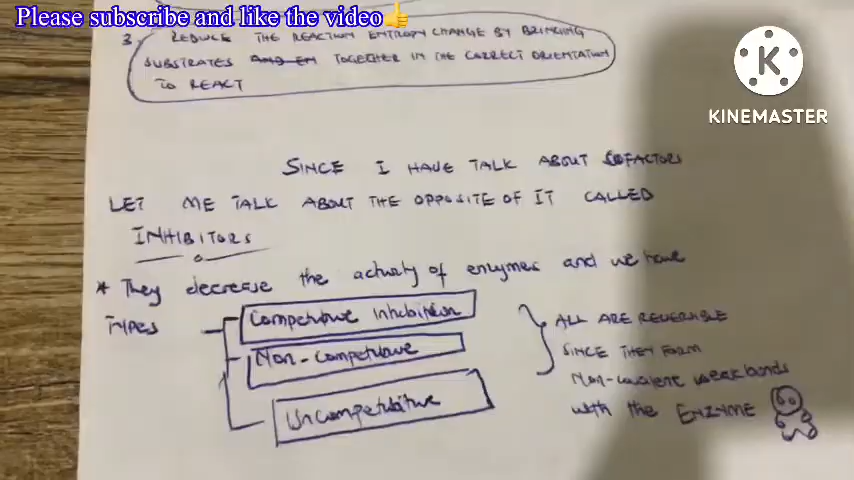 Please subscribe and like the video👍
3. REDUCE THE REACTION ENTROPY CHANGE BY BRINGING
SUBSTRATES AND EM TOGETHER IN THE CORRECT ORIENTATION
TO REACT
K
KINEMASTER
SINCE I HAVE TALK ABOUT COFACTORS
LET ME TALK ABOUT THE OPPOSITE OF IT CALLED
INHIBITORS
* They decrease the activity of enzymes and we have
TYPES
Competitive inhibition
Non-competitive
Uncompetitive
ALL ARE REVERABLE
SINCE THEY FORM
Non-covalent weak bonds
with the ENZYME